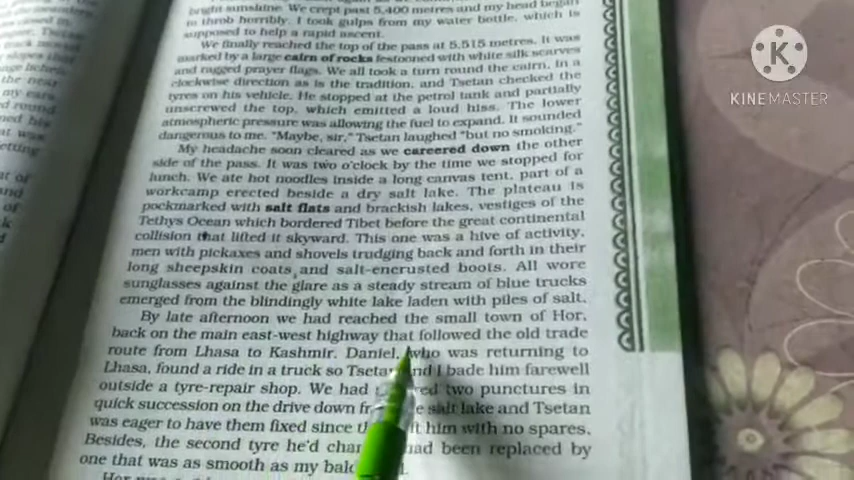 bright sunshine. We crept past 5,400 metres and my head began
to throb horribly. I took gulps from my water bottle, which is
supposed to help a rapid ascent.
We finally reached the top of the pass at 5,515 metres. It was
marked by a large cairn of rocks festooned with white silk scarves
and ragged prayer flags. We all took a turn round the cairn, in a
clockwise direction as is the tradition, and Tsetan checked the
tyres on his vehicle. He stopped at the petrol tank and partially
unscrewed the top, which emitted a loud hiss. The lower
atmospheric pressure was allowing the fuel to expand. It sounded
dangerous to me. "Maybe, sir," Tsetan laughed "but no smoking."
My headache soon cleared as we careered down the other
side of the pass. It was two o'clock by the time we stopped for
lunch. We ate hot noodles inside a long canvas tent, part of a
workcamp erected beside a dry salt lake. The plateau is
pockmarked with salt flats and brackish lakes, vestiges of the
Tethys Ocean which bordered Tibet before the great continental
collision that lifted it skyward. This one was a hive of activity,
men with pickaxes and shovels trudging back and forth in their
long sheepskin coats and salt-encrusted boots. All wore
sunglasses against the glare as a steady stream of blue trucks
emerged from the blindingly white lake laden with piles of salt.
By late afternoon we had reached the small town of Hor,
back on the main east-west highway that followed the old trade
route from Lhasa to Kashmir. Daniel, who was returning to
Lhasa, found a ride in a truck so Tsetan and I bade him farewell
outside a tyre-repair shop. We had two punctures in
quick succession on the drive down salt lake and Tsetan
was eager to have them fixed since him with no spares.
Besides, the second tyre he'd had been replaced by
one that was as smooth as my
KINEMASTER